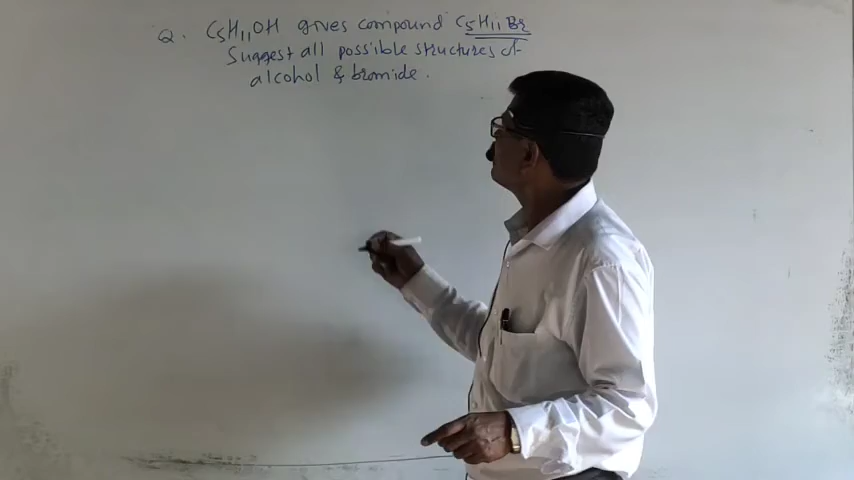 Q. C5H11OH gives compound C5H11Br
Suggest all possible structures of
alcohol & bromide.